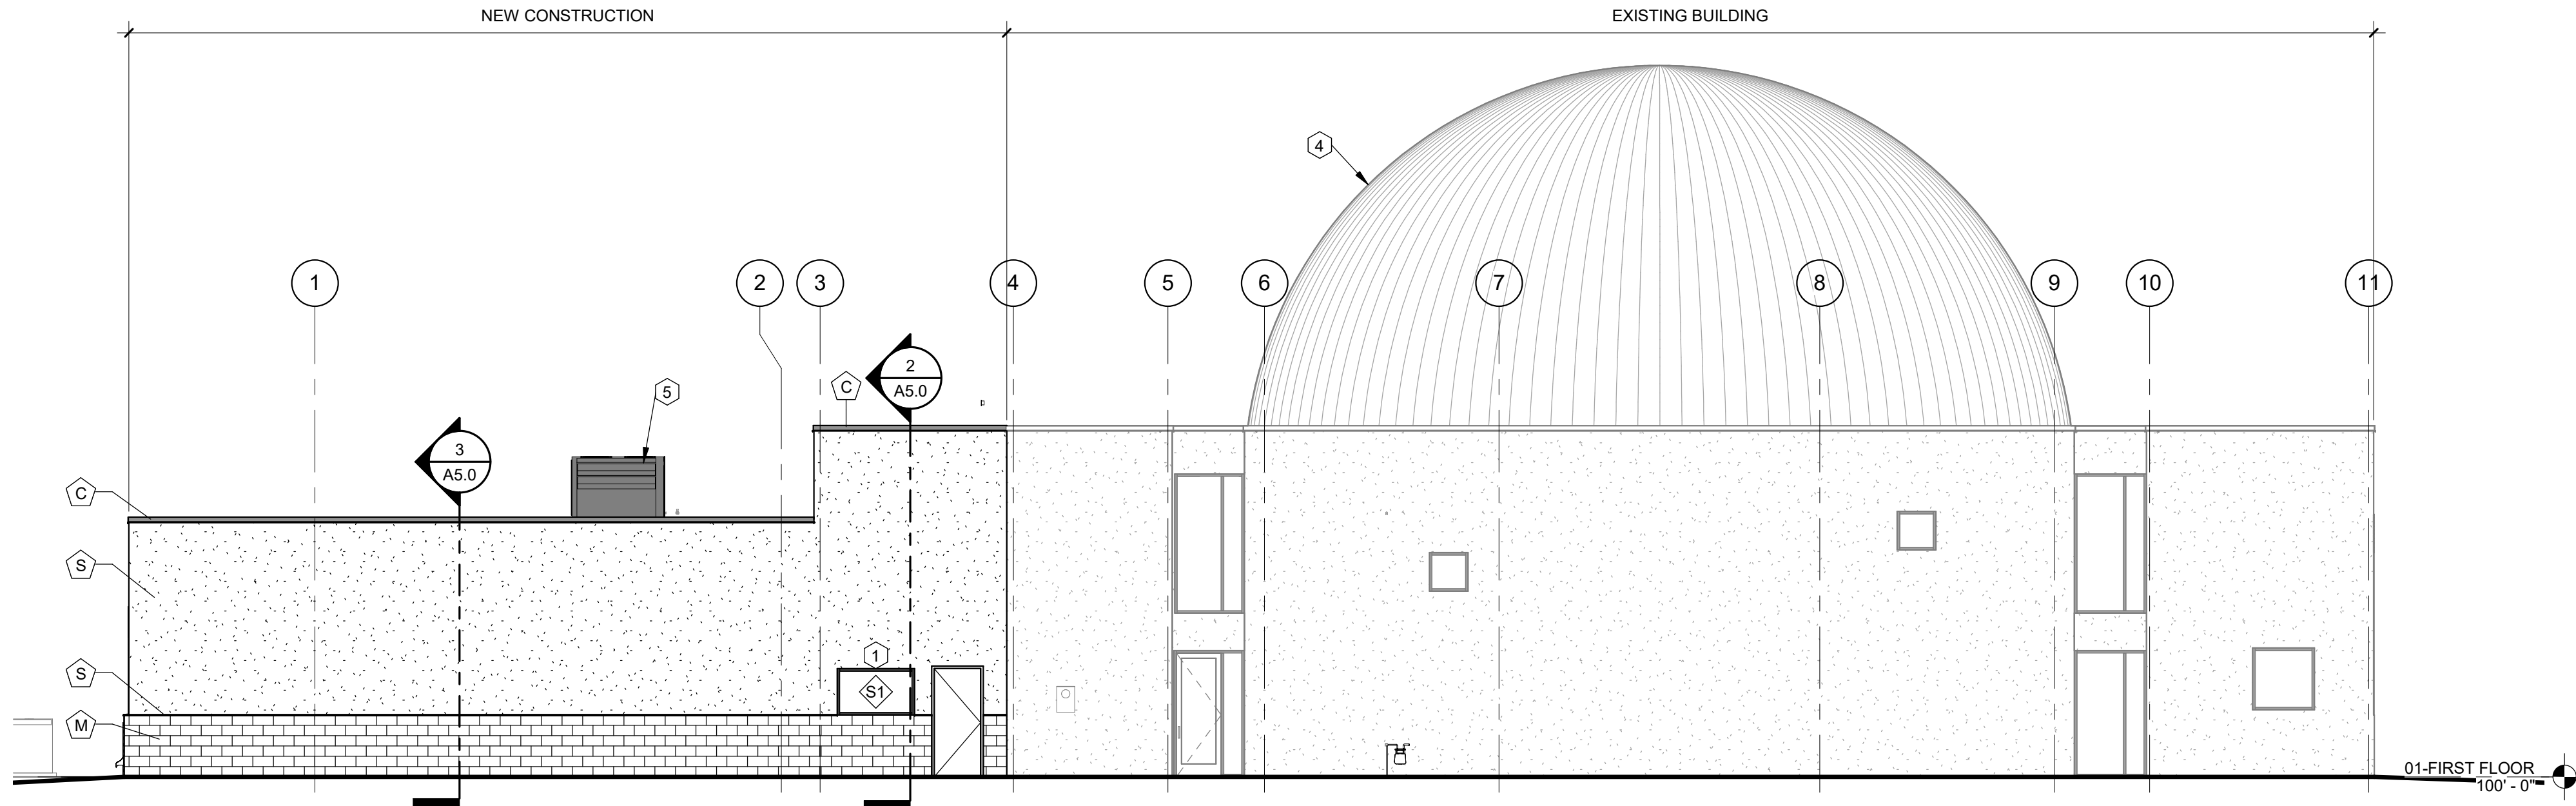 NEW CONSTRUCTION
EXISTING BUILDING
4
1
2
3
4
5
6
7
8
9
10
11
2
A5.0
C
5
3
A5.0
C
S
1
S1
S
M
01-FIRST FLOOR
100' - 0"